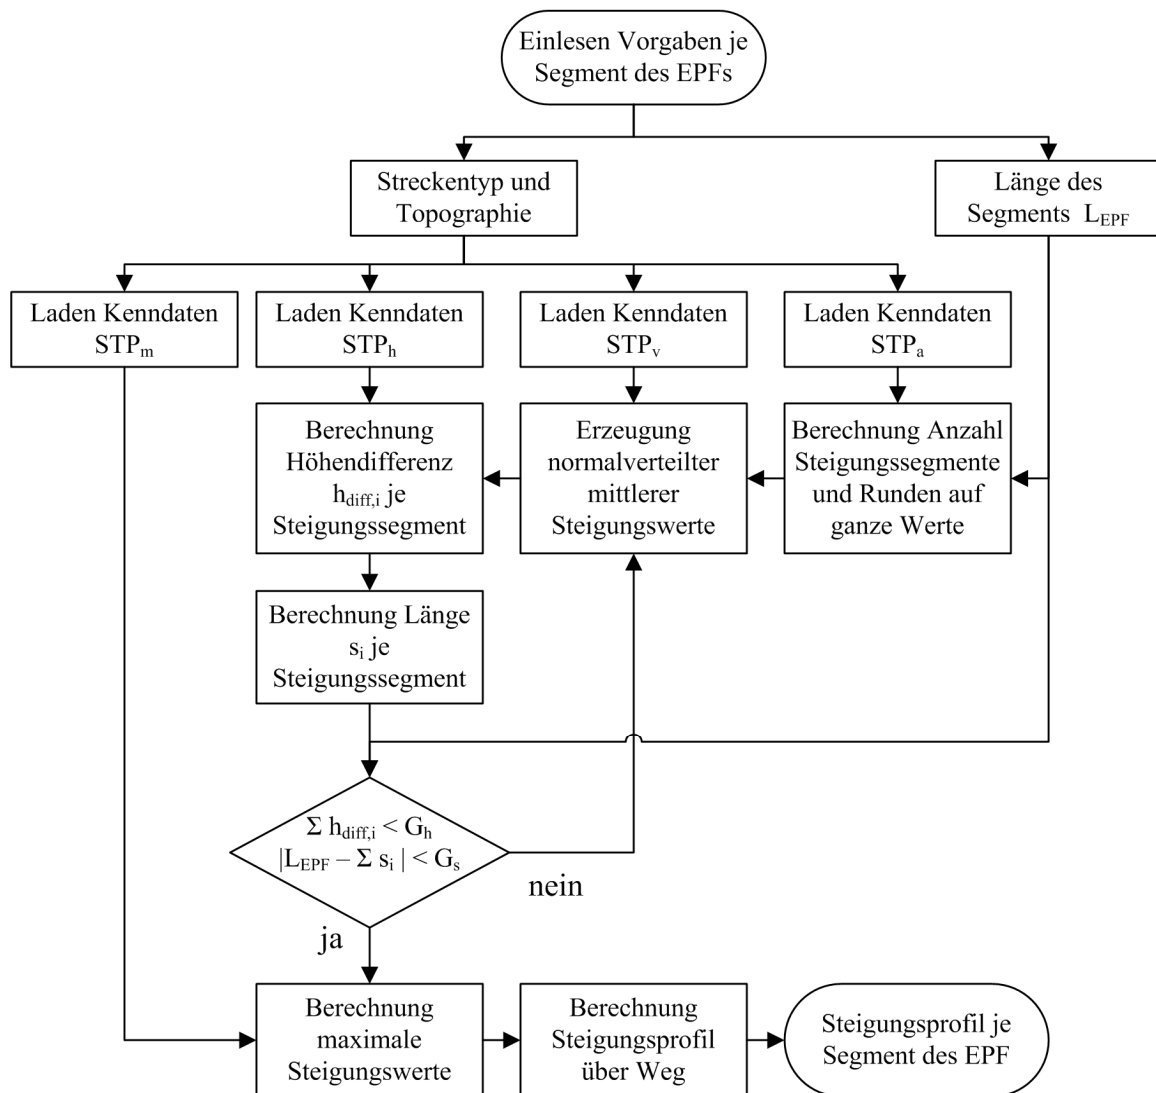 Einlesen Vorgaben je
Segment des EPFs
Streckentyp und
Topographie
Länge des
Segments L_EPF
Laden Kenndaten
STP_m
Laden Kenndaten
STP_h
Laden Kenndaten
STP_v
Laden Kenndaten
STP_a
Berechnung
Höhendifferenz
h_diff,i je
Steigungssegment
Erzeugung
normalverteilter
mittlerer
Steigungswerte
Berechnung Anzahl
Steigungssegmente
und Runden auf
ganze Werte
Berechnung Länge
s_i je
Steigungssegment
Σ h_diff,i < G_h
|L_EPF – Σ s_i | < G_s
nein
ja
Berechnung
maximale
Steigungswerte
Berechnung
Steigungsprofil
über Weg
Steigungsprofil je
Segment des EPF